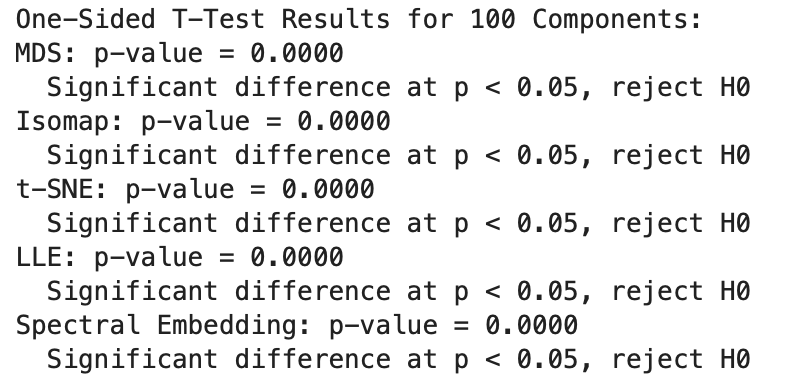 One-Sided T-Test Results for 100 Components:
MDS: p-value = 0.0000
  Significant difference at p < 0.05, reject H0
Isomap: p-value = 0.0000
  Significant difference at p < 0.05, reject H0
t-SNE: p-value = 0.0000
  Significant difference at p < 0.05, reject H0
LLE: p-value = 0.0000
  Significant difference at p < 0.05, reject H0
Spectral Embedding: p-value = 0.0000
  Significant difference at p < 0.05, reject H0